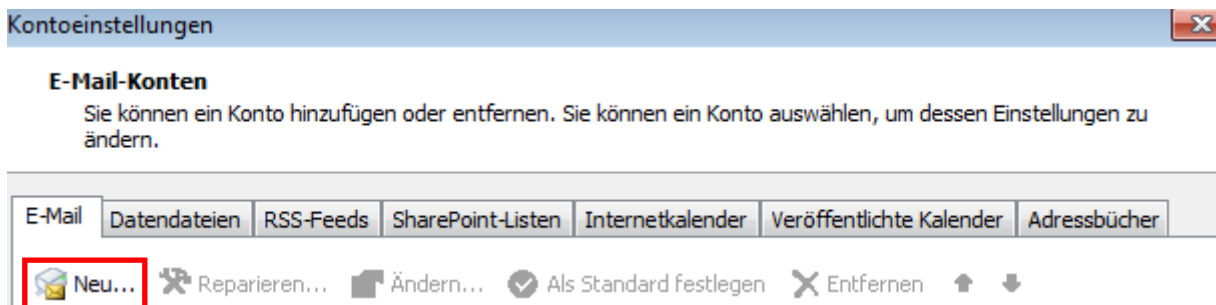 Kontoeinstellungen
E-Mail-Konten
Sie können ein Konto hinzufügen oder entfernen. Sie können ein Konto auswählen, um dessen Einstellungen zu
ändern.
E-Mail Datendateien RSS-Feeds SharePoint-Listen Internetkalender Veröffentlichte Kalender Adressbücher
Neu... Reparieren... Ändern... Als Standard festlegen Entfernen